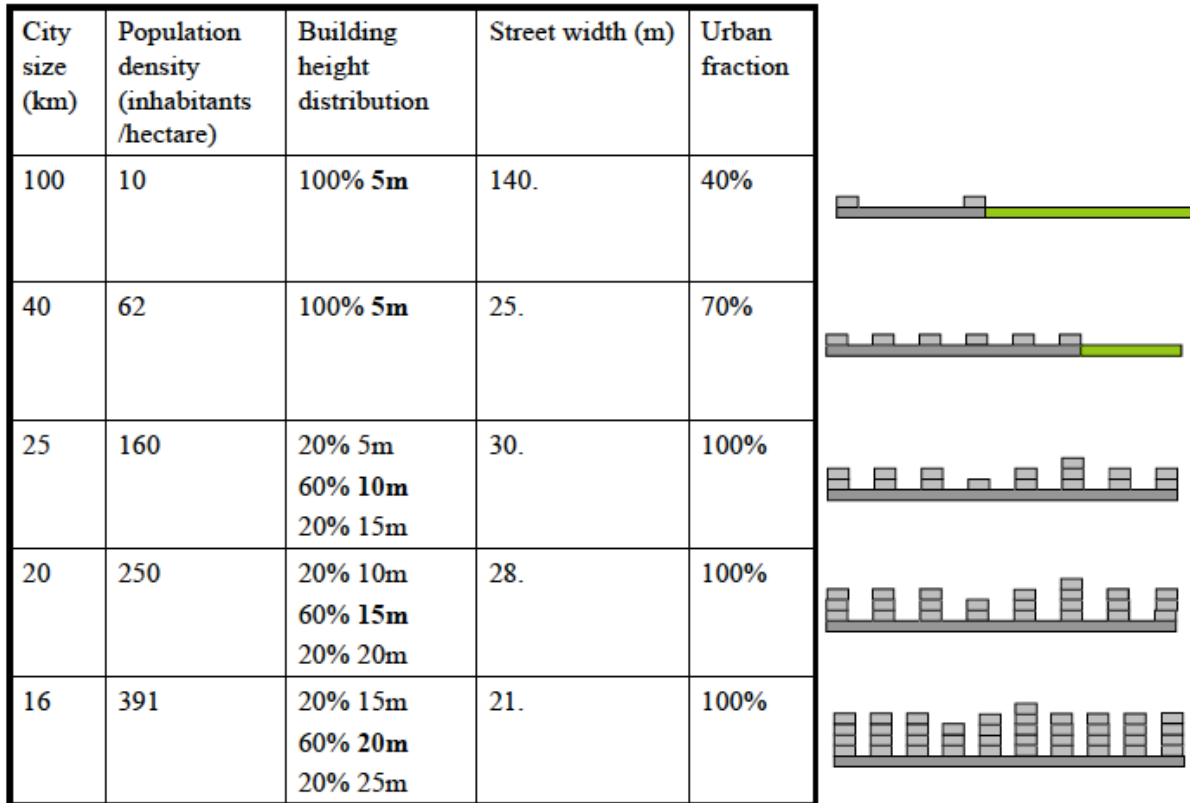 City size (km) Population density (inhabitants /hectare) Building height distribution Street width (m) Urban fraction
100 10 100% 5m 140. 40%
40 62 100% 5m 25. 70%
25 160 20% 5m 30. 100%
60% 10m
20% 15m
20 250 20% 10m 28. 100%
60% 15m
20% 20m
16 391 20% 15m 21. 100%
60% 20m
20% 25m